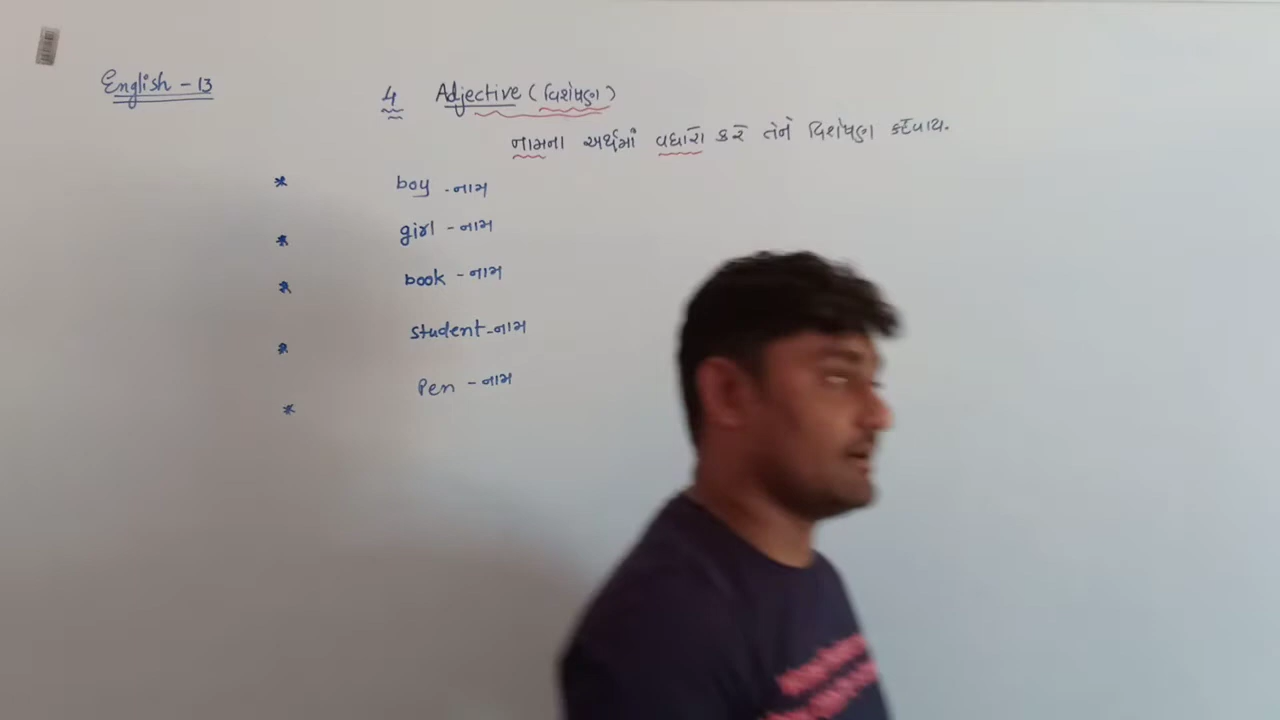 English - 13
4 Adjective (વિશેષણ)
નામના અર્થમાં વધારો કરે તેને વિશેષણ કહેવાય.
* boy - નામ
* girl - નામ
* book - નામ
* student - નામ
* Pen - નામ